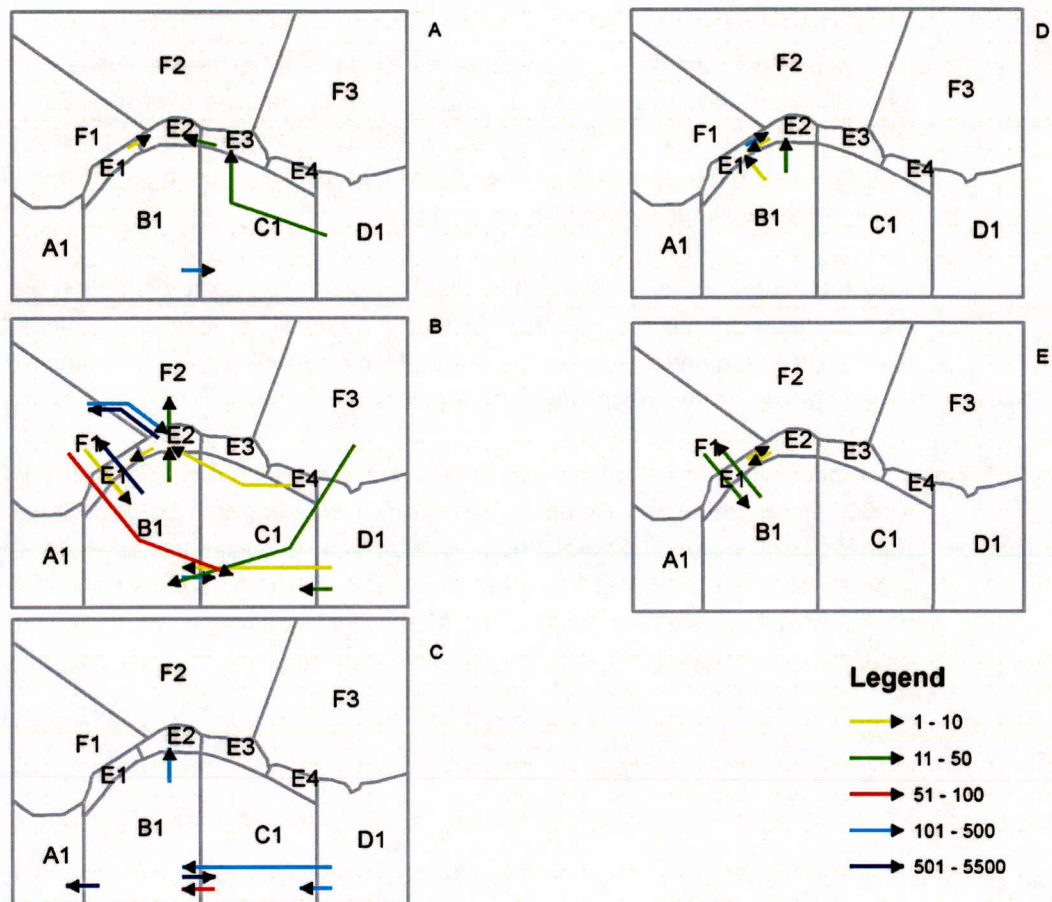 A
F2
F3
F1
E2
E3
E1
E4
B1
C1
A1
D1
D
F2
F3
F1
E2
E3
E1
E4
B1
C1
A1
D1
B
F2
F3
F1
E2
E3
E1
E4
B1
C1
A1
D1
E
F2
F3
F1
E2
E3
E1
E4
B1
C1
A1
D1
C
F2
F3
F1
E2
E3
E1
E4
B1
C1
A1
D1
Legend
1 - 10
11 - 50
51 - 100
101 - 500
501 - 5500